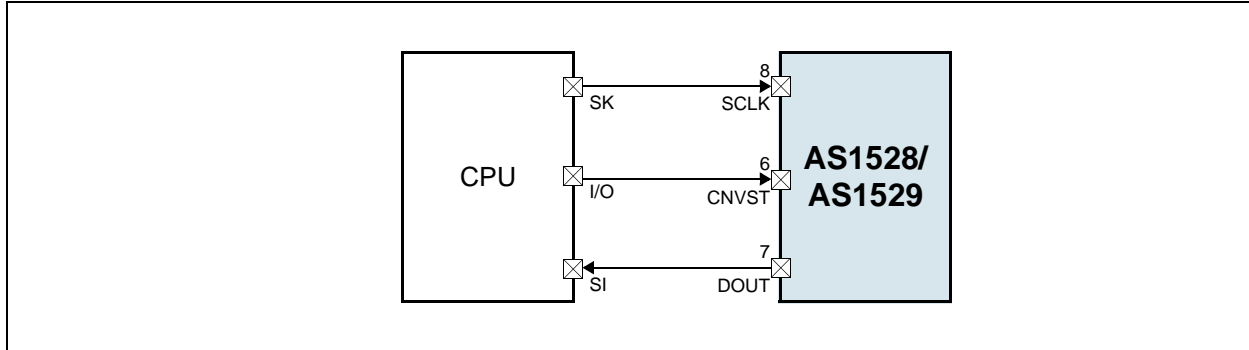 8
SK SCLK
CPU
AS1528/
AS1529
6
I/O CNVST
7
SI DOUT